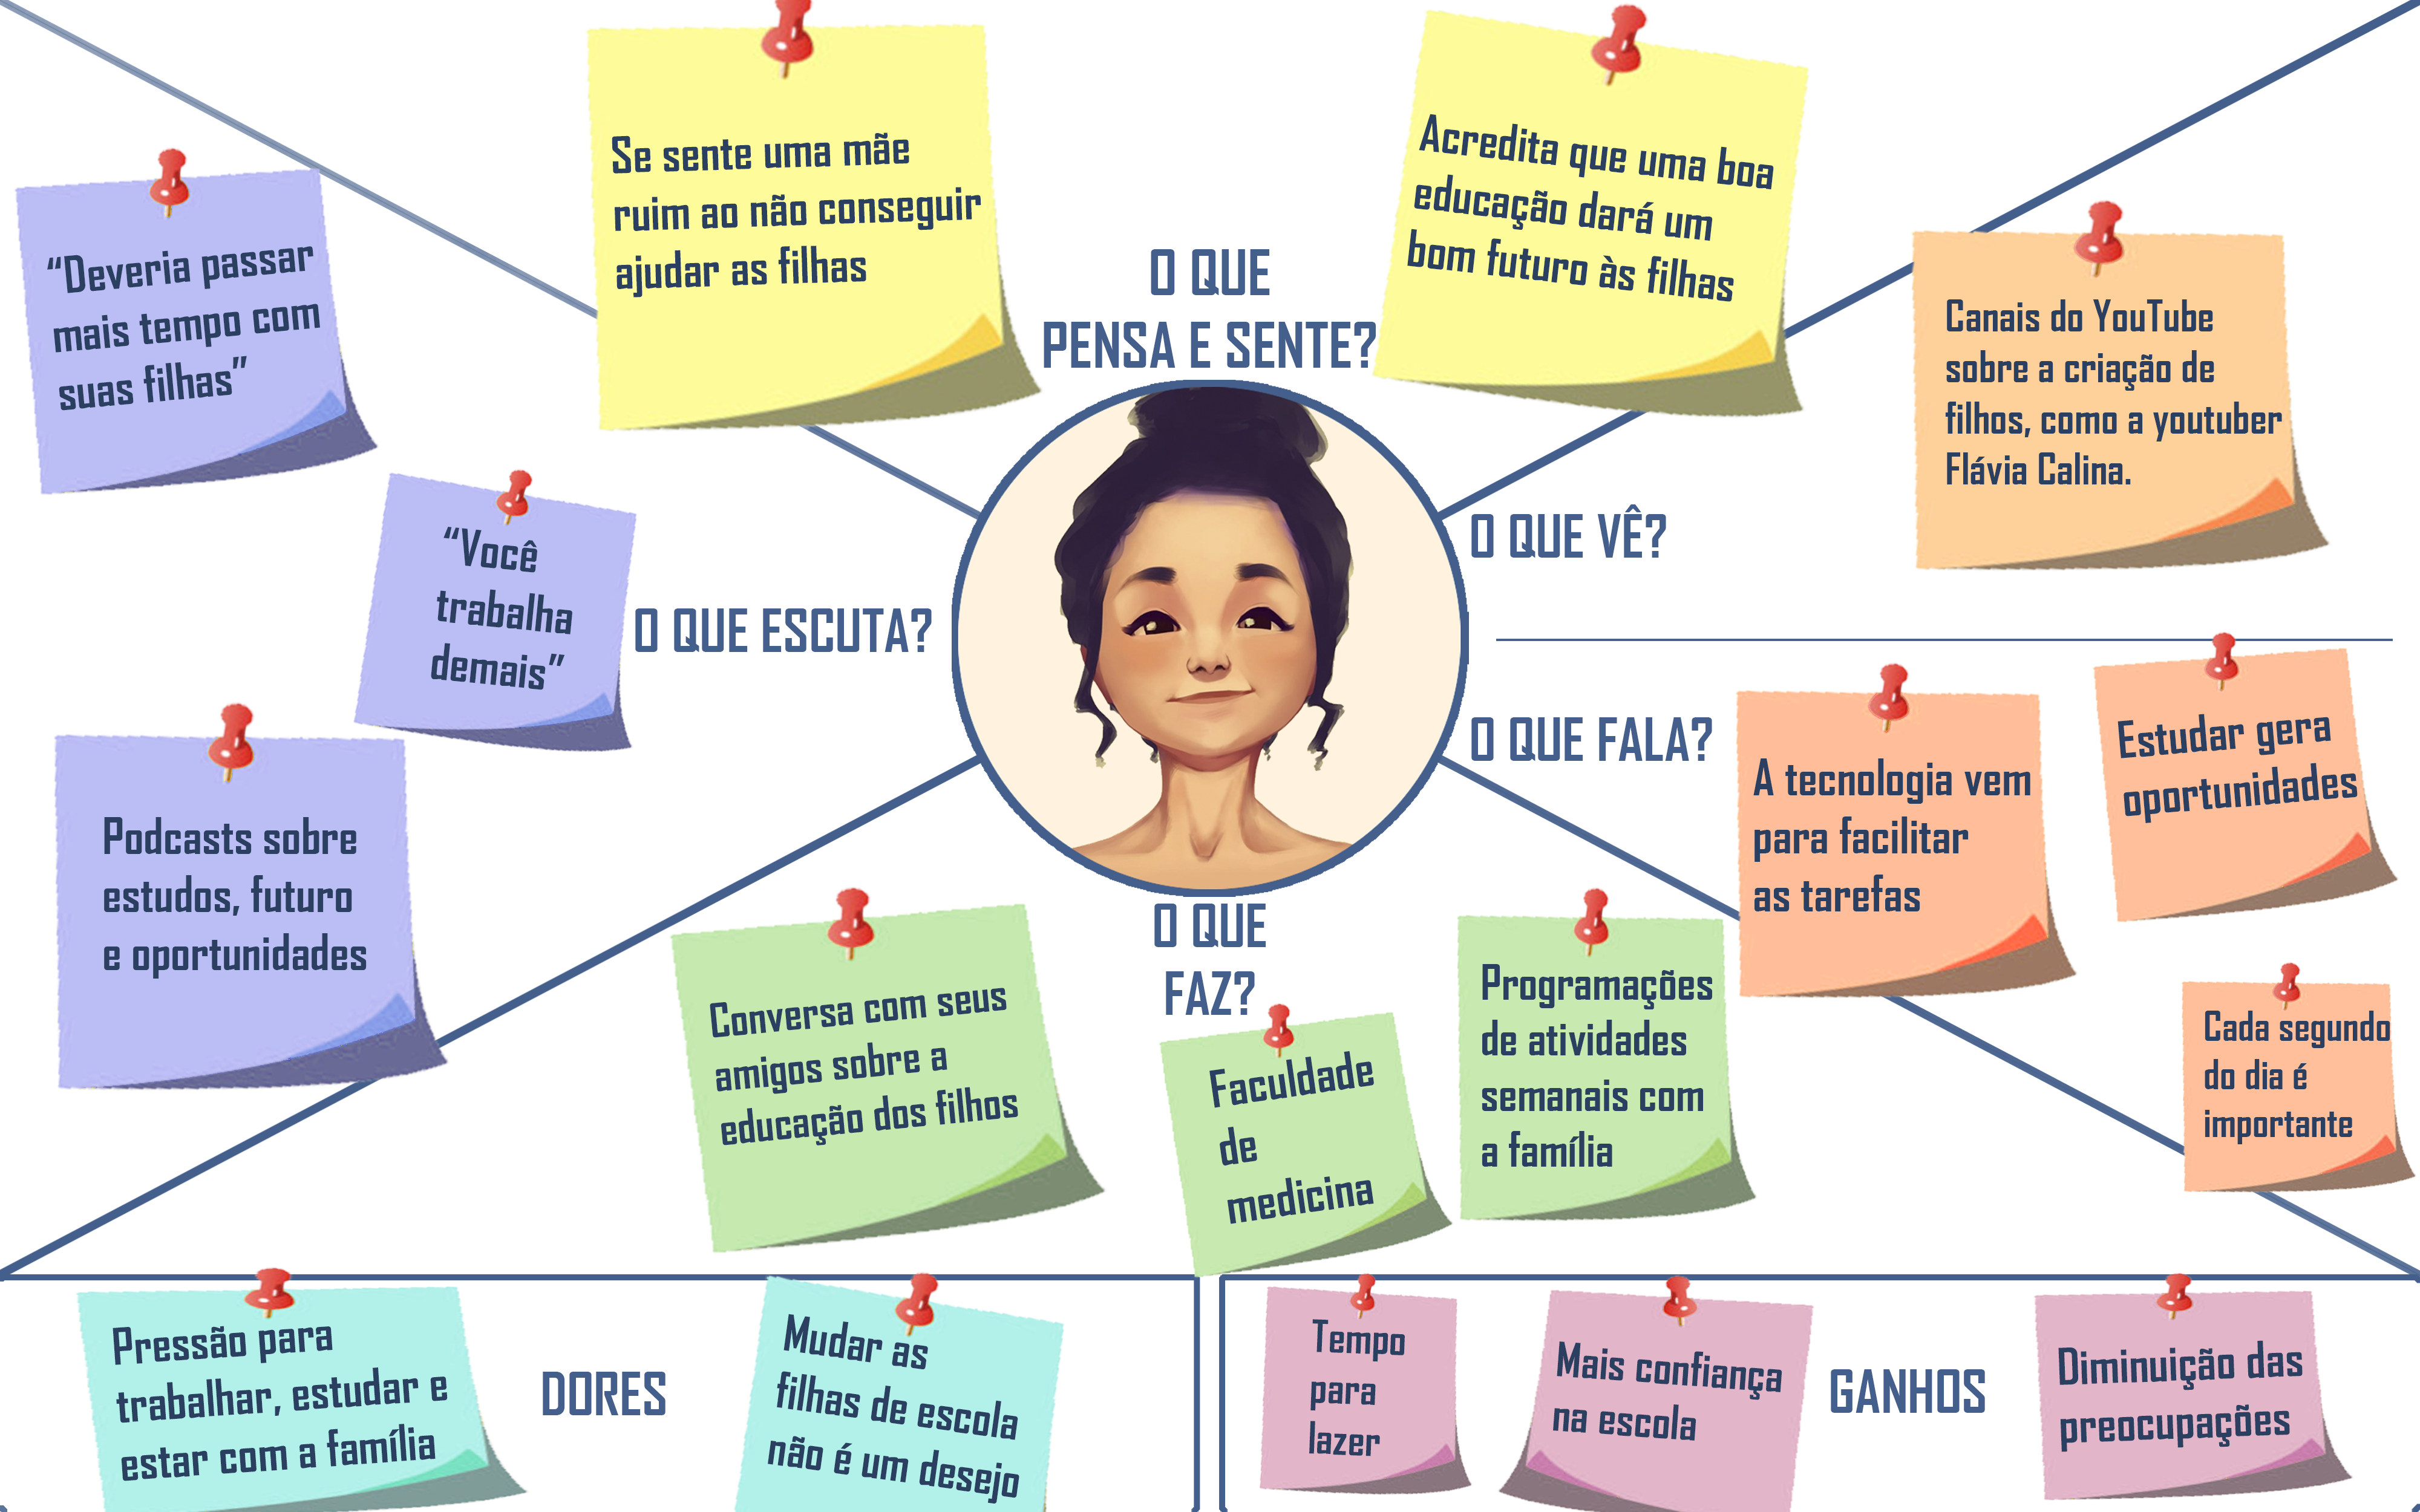 O QUE
PENSA E SENTE?
Se sente uma mãe
ruim ao não conseguir
ajudar as filhas
Acredita que uma boa
educação dará um
bom futuro às filhas
O QUE ESCUTA?
“Deveria passar
mais tempo com
suas filhas”
“Você
trabalha
demais”
Podcasts sobre
estudos, futuro
e oportunidades
O QUE VÊ?
Canais do YouTube
sobre a criação de
filhos, como a youtuber
Flávia Calina.
O QUE FALA?
A tecnologia vem
para facilitar
as tarefas
Estudar gera
oportunidades
Cada segundo
do dia é
importante
O QUE
FAZ?
Conversa com seus
amigos sobre a
educação dos filhos
Faculdade
de
medicina
Programações
de atividades
semanais com
a família
DORES
Pressão para
trabalhar, estudar e
estar com a família
Mudar as
filhas de escola
não é um desejo
GANHOS
Tempo
para
lazer
Mais confiança
na escola
Diminuição das
preocupações